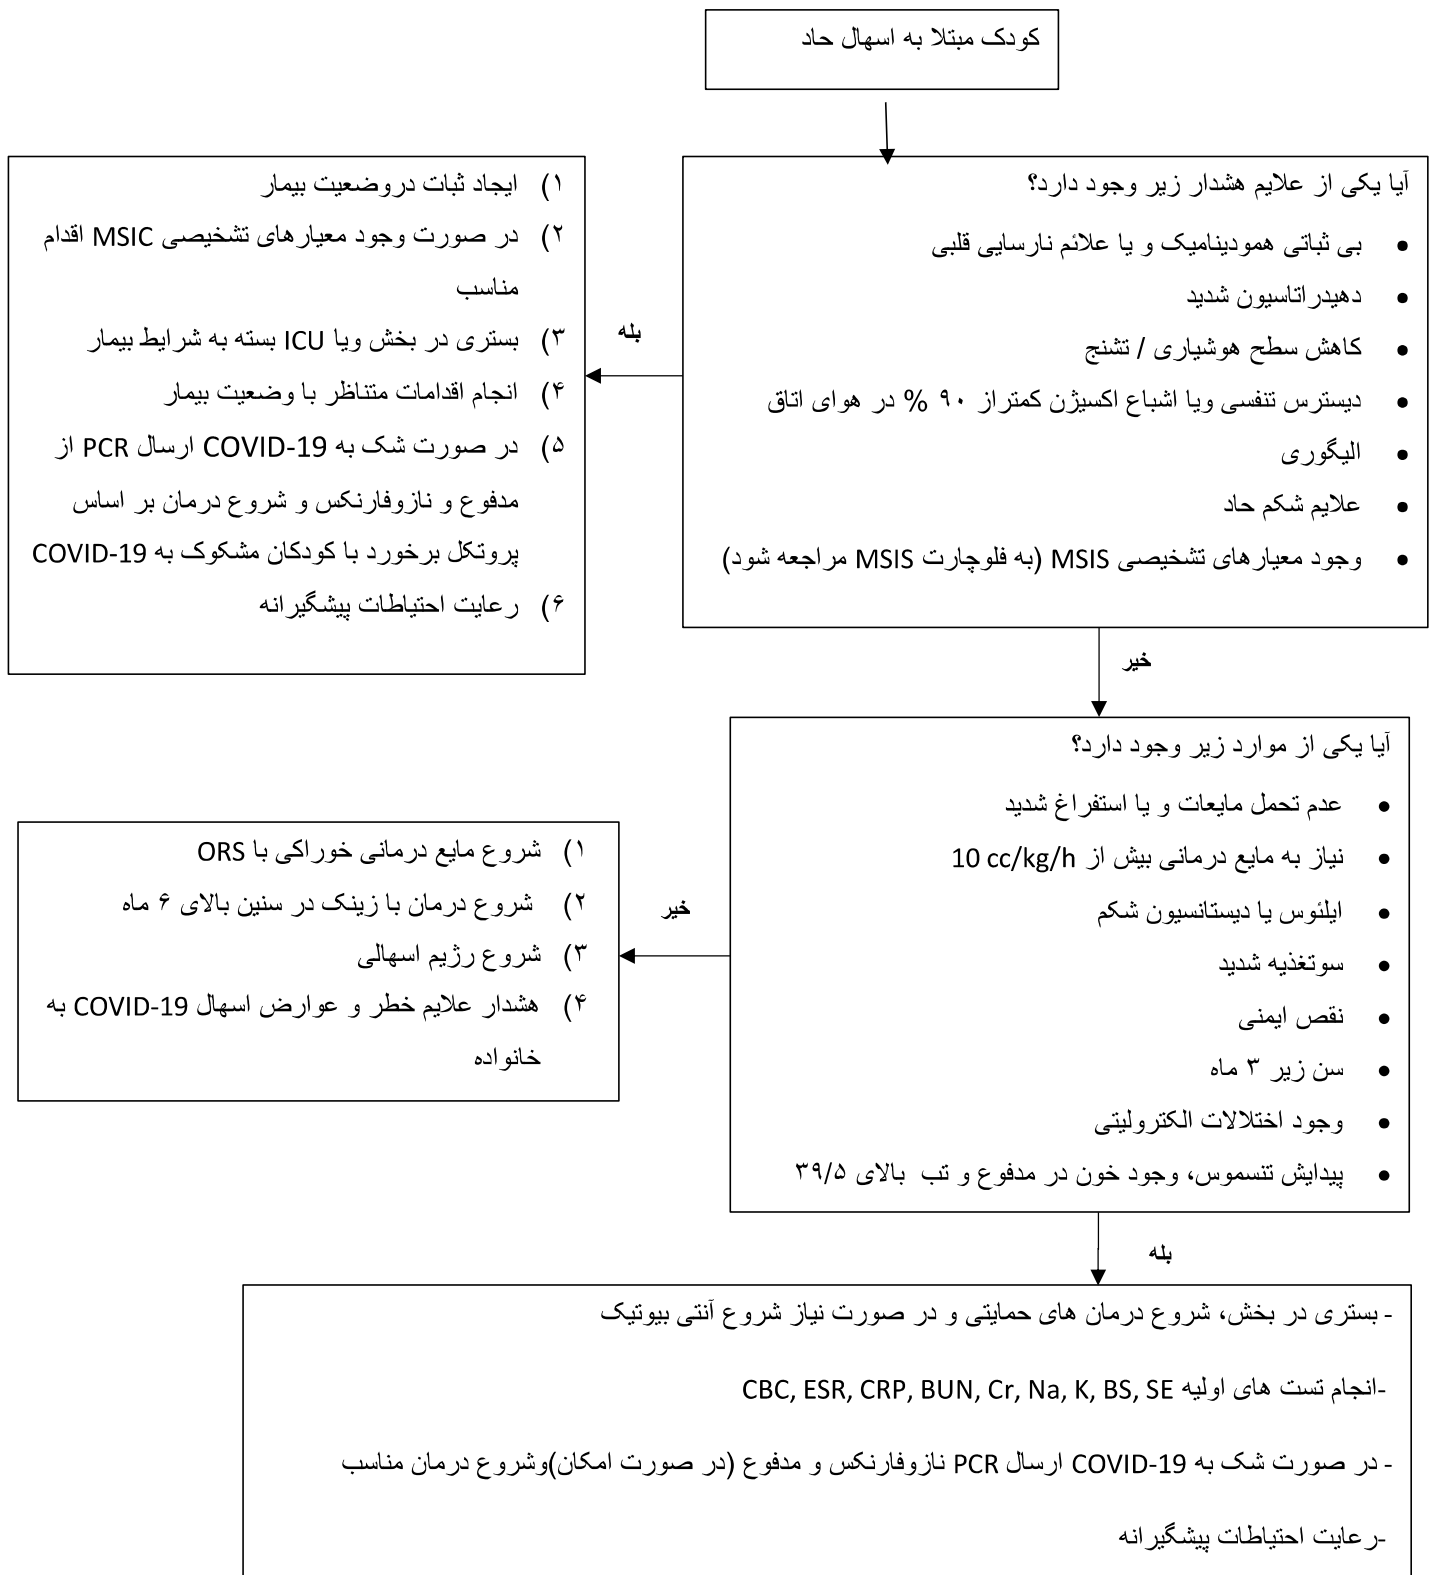 کودک مبتلا به اسهال حاد
آیا یکی از علایم هشدار زیر وجود دارد؟
• بی ثباتی همودینامیک و یا علائم نارسایی قلبی
• دهیدراتاسیون شدید
• کاهش سطح هوشیاری / تشنج
• دیسترس تنفسی ویا اشباع اکسیژن کمتراز ۹۰ % در هوای اتاق
• الیگوری
• علایم شکم حاد
• وجود معیارهای تشخیصی MSIS (به فلوچارت MSIS مراجعه شود)
بله
۱) ایجاد ثبات دروضعیت بیمار
۲) در صورت وجود معیارهای تشخیصی MSIC اقدام
مناسب
۳) بستری در بخش ویا ICU بسته به شرایط بیمار
۴) انجام اقدامات متناظر با وضعیت بیمار
۵) در صورت شک به COVID-19 ارسال PCR از
مدفوع و نازوفارنکس و شروع درمان بر اساس
پروتکل برخورد با کودکان مشکوک به COVID-19
۶) رعایت احتیاطات پیشگیرانه
خیر
آیا یکی از موارد زیر وجود دارد؟
• عدم تحمل مایعات و یا استفراغ شدید
• نیاز به مایع درمانی بیش از 10 cc/kg/h
• ایلئوس یا دیستانسیون شکم
• سوتغذیه شدید
• نقص ایمنی
• سن زیر ۳ ماه
• وجود اختلالات الکترولیتی
• پیدایش تنسموس، وجود خون در مدفوع و تب بالای ۳۹/۵
خیر
۱) شروع مایع درمانی خوراکی با ORS
۲) شروع درمان با زینک در سنین بالای ۶ ماه
۳) شروع رژیم اسهالی
۴) هشدار علایم خطر و عوارض اسهال COVID-19 به
خانواده
بله
- بستری در بخش، شروع درمان های حمایتی و در صورت نیاز شروع آنتی بیوتیک
-انجام تست های اولیه CBC, ESR, CRP, BUN, Cr, Na, K, BS, SE
- در صورت شک به COVID-19 ارسال PCR نازوفارنکس و مدفوع (در صورت امکان)وشروع درمان مناسب
-رعایت احتیاطات پیشگیرانه